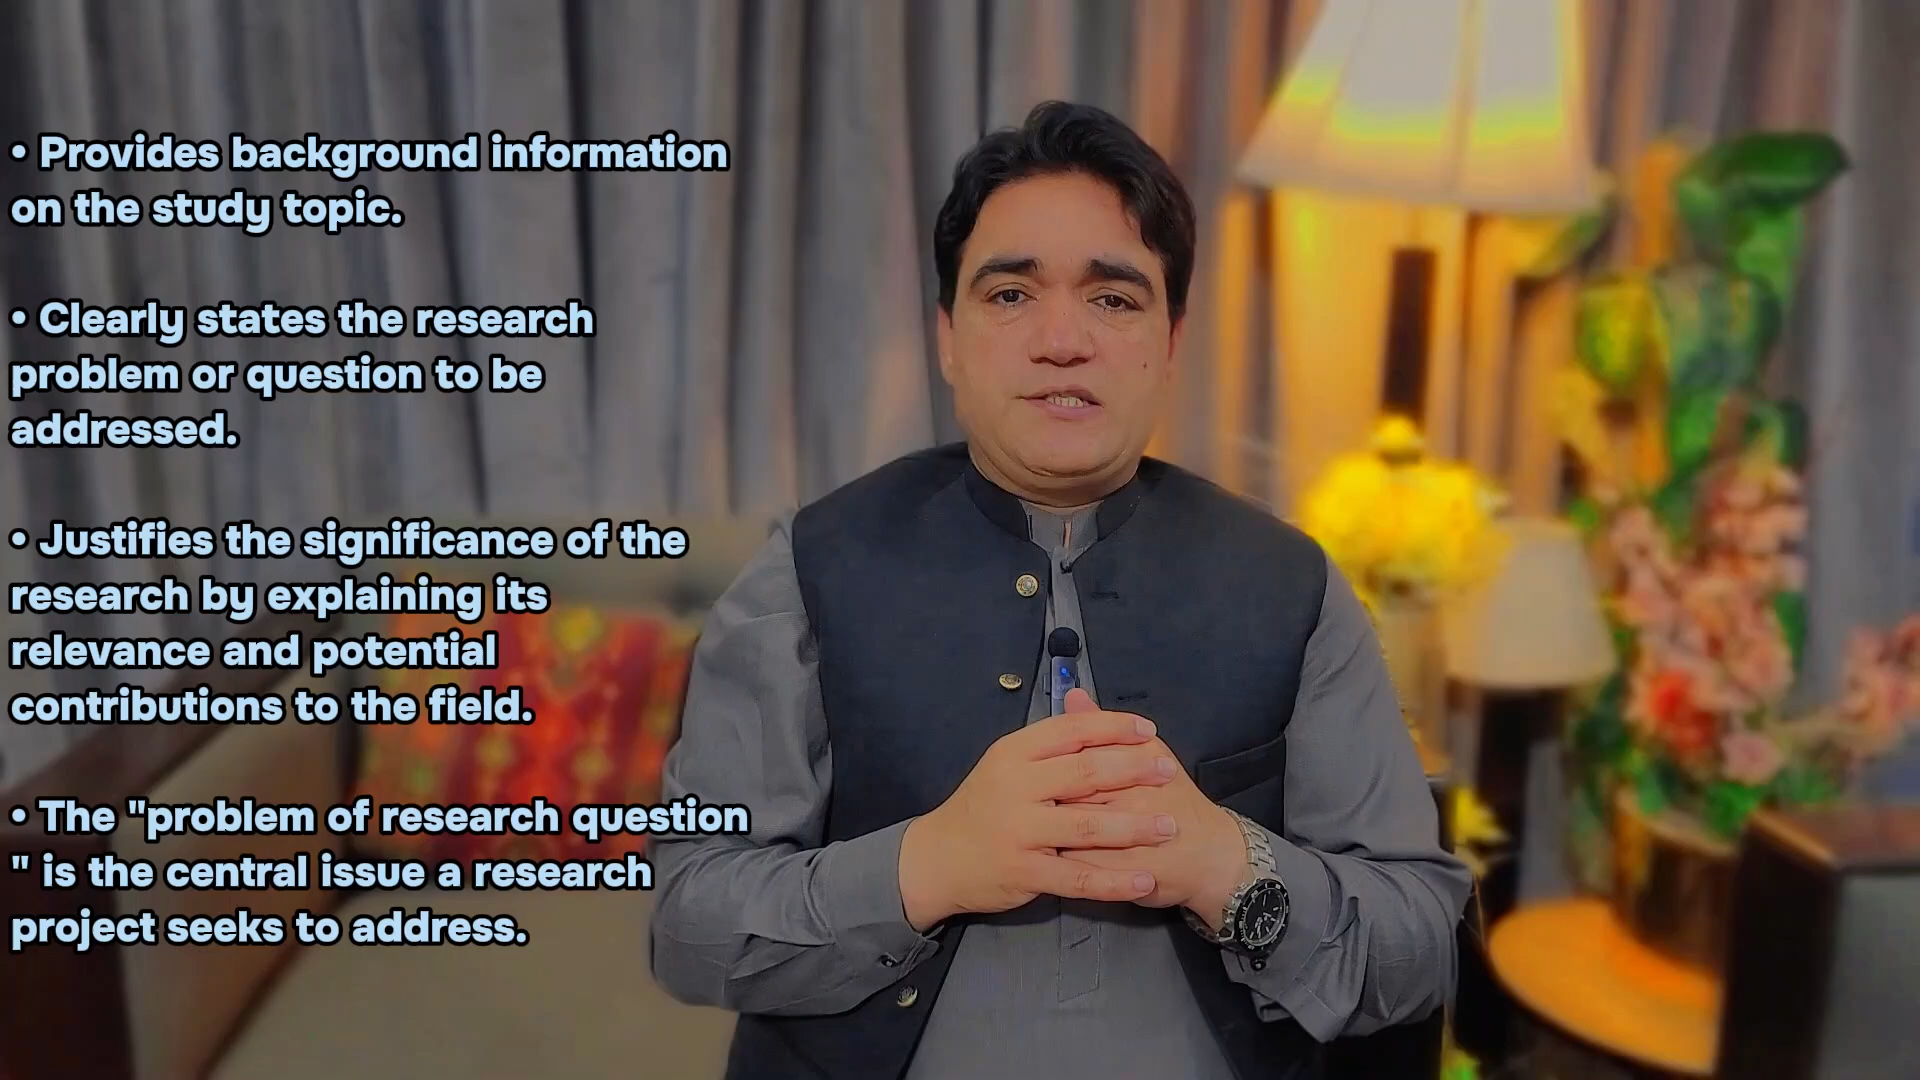 • Provides background information
on the study topic.
• Clearly states the research
problem or question to be
addressed.
• Justifies the significance of the
research by explaining its
relevance and potential
contributions to the field.
• The "problem of research question
" is the central issue a research
project seeks to address.